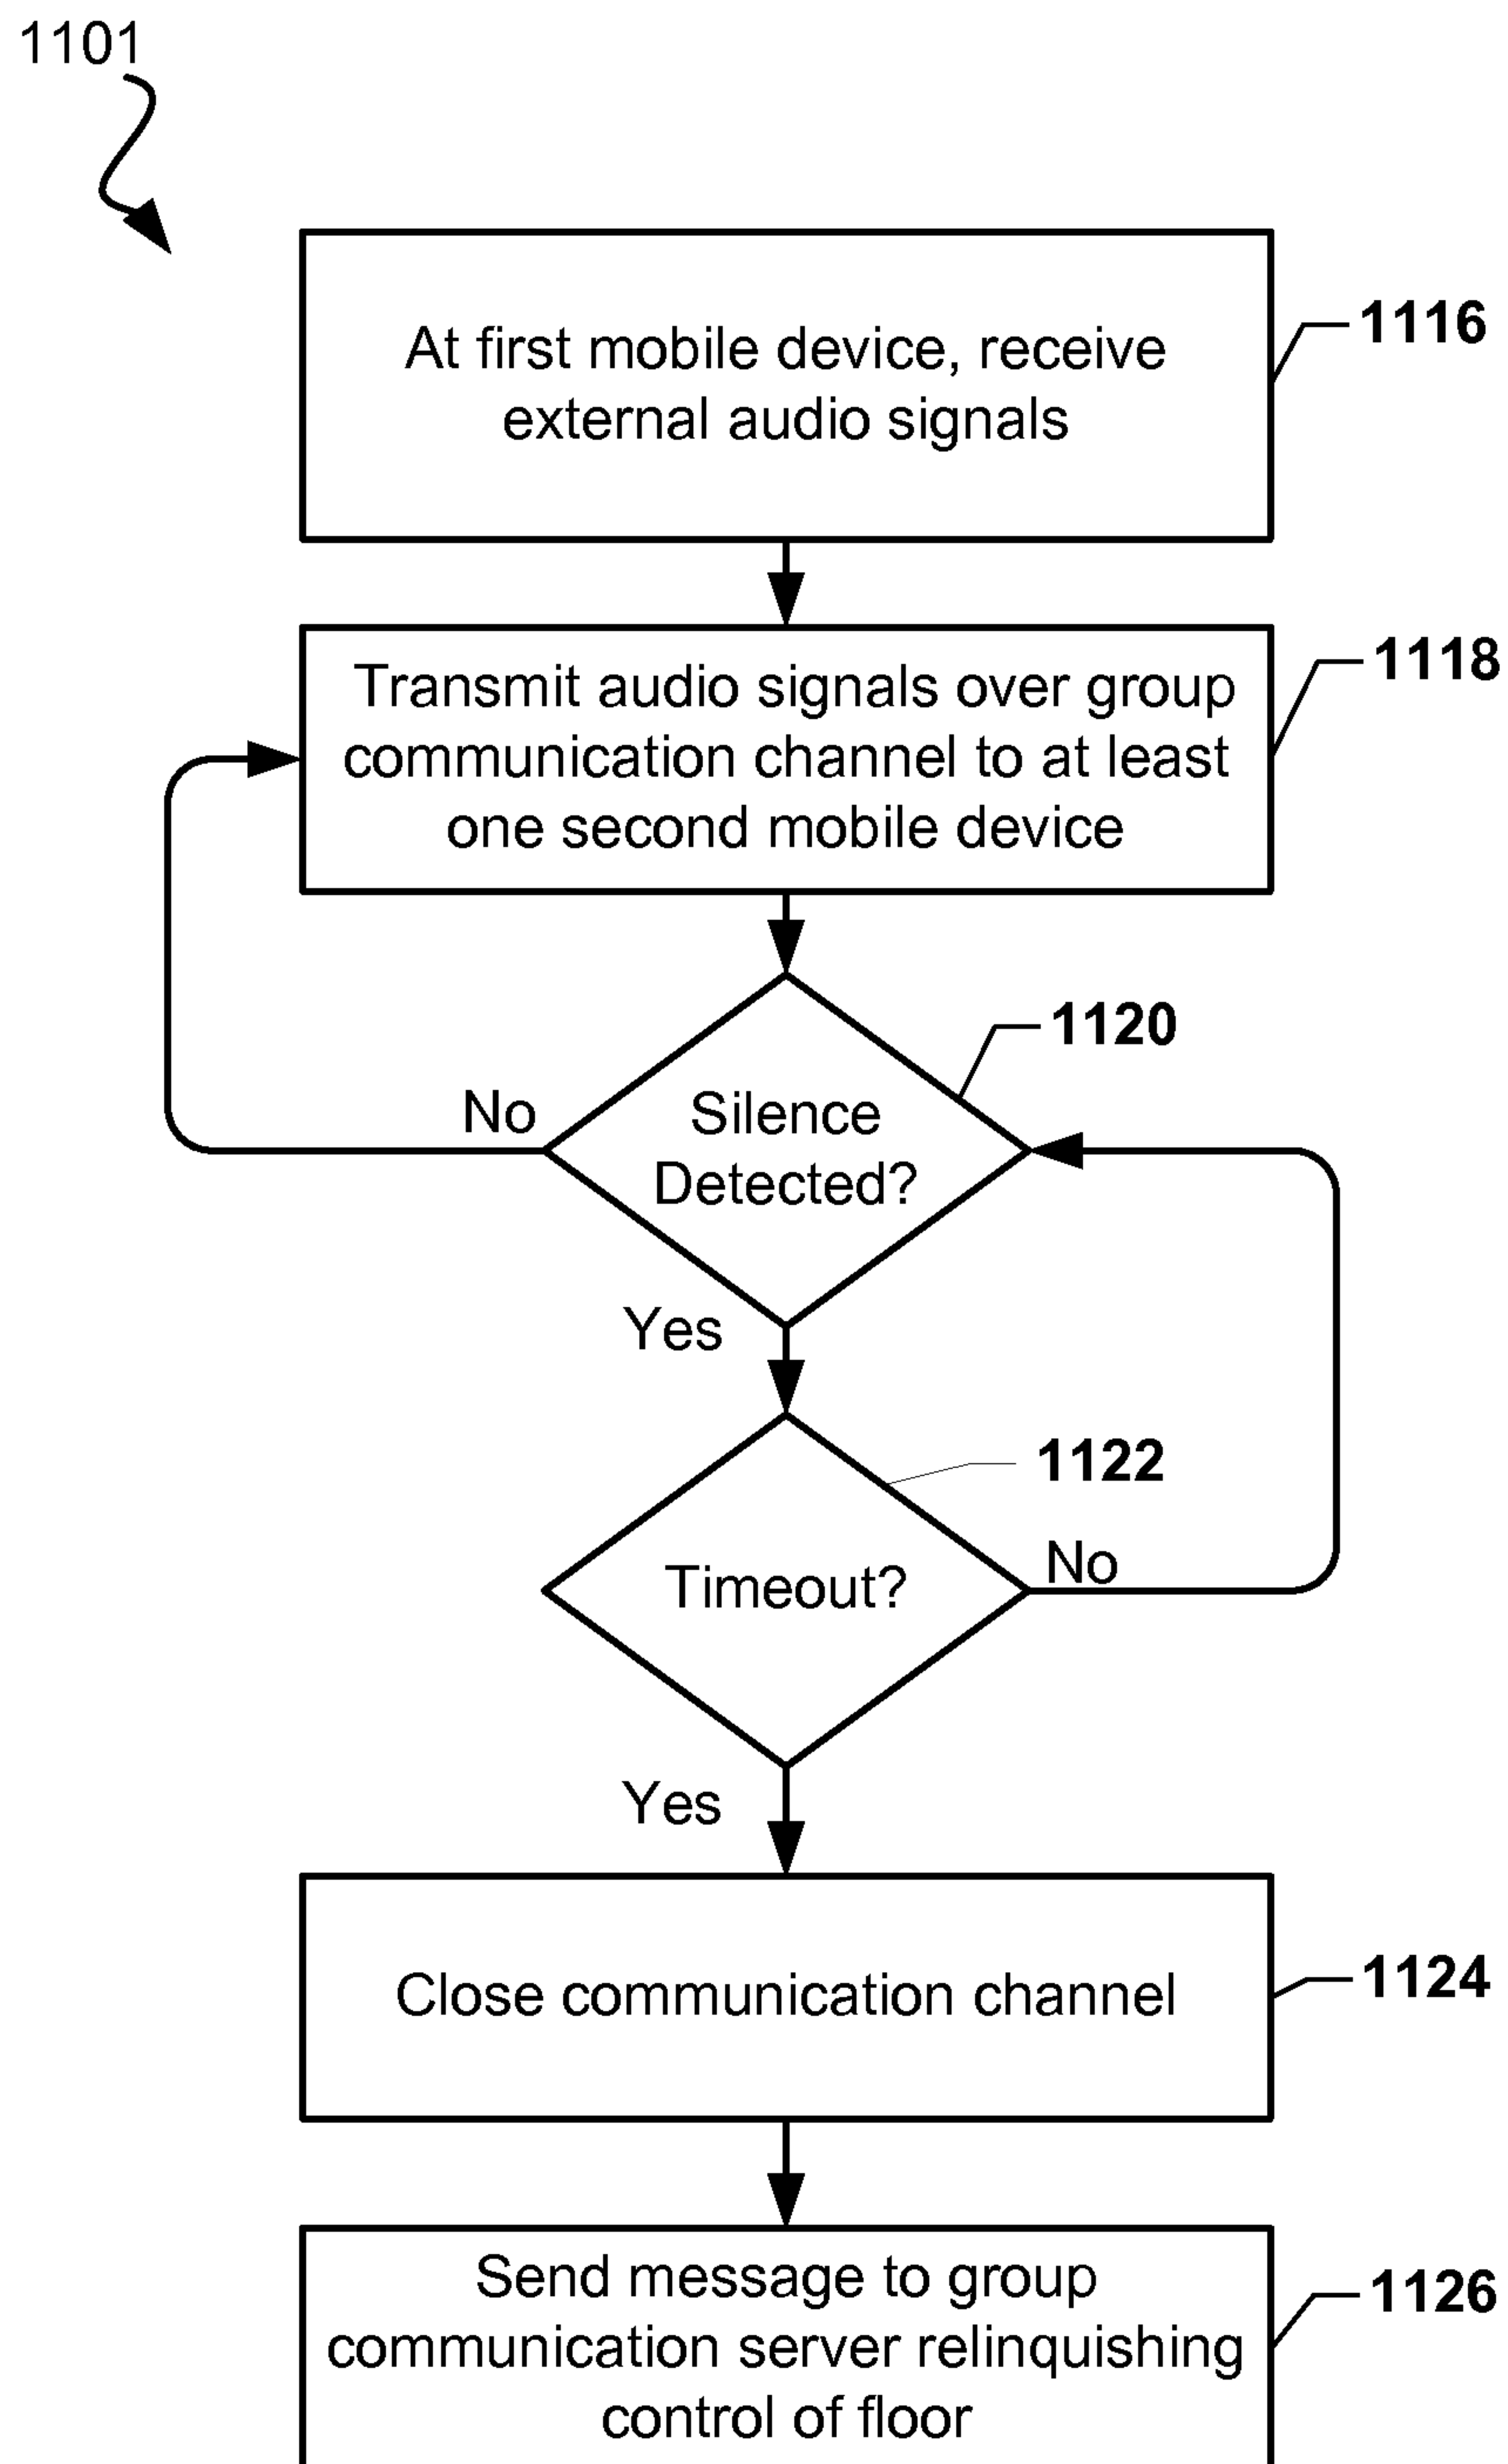 1101
At first mobile device, receive
external audio signals
1116
Transmit audio signals over group
communication channel to at least
one second mobile device
1118
Silence
Detected?
1120
No
Yes
Timeout?
1122
No
Yes
Close communication channel
1124
Send message to group
communication server relinquishing
control of floor
1126